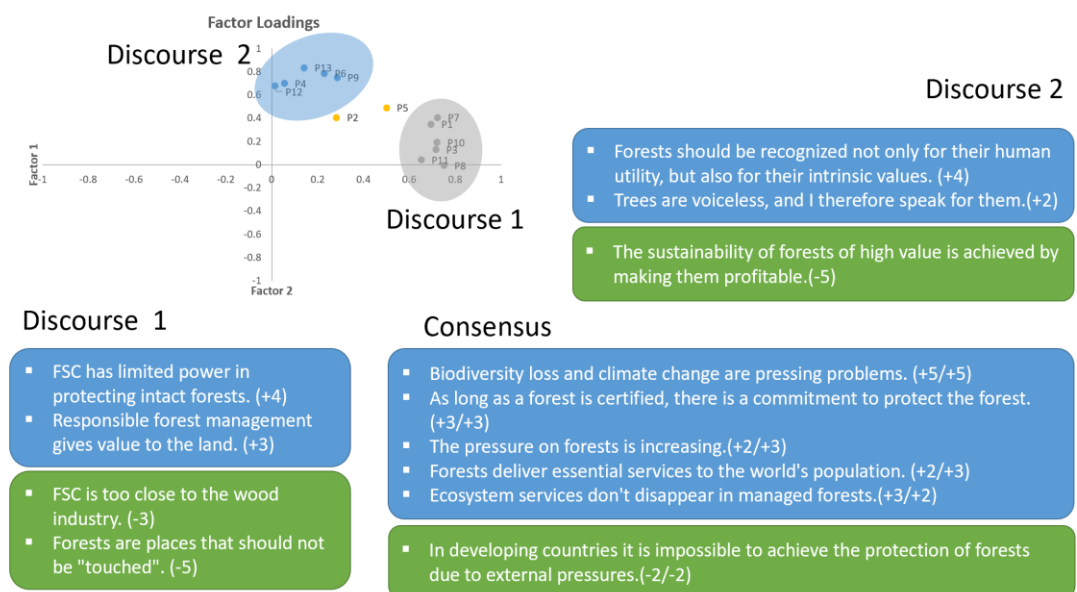 Factor Loadings
Discourse 2
1
0.8
0.6
0.4
0.2
0
-0.2
-0.4
-0.6
-0.8
-1
-1
-0.8
-0.6
-0.4
-0.2
0
0.2
0.4
0.6
0.8
1
P13
P6
P9
P4
P12
P5
P2
P7
P1
P10
P3
P11
P8
Factor 1
Factor 2
Discourse 1
Discourse 2
▪ Forests should be recognized not only for their human
utility, but also for their intrinsic values. (+4)
▪ Trees are voiceless, and I therefore speak for them.(+2)
▪ The sustainability of forests of high value is achieved by
making them profitable.(-5)
Discourse 1
▪ FSC has limited power in
protecting intact forests. (+4)
▪ Responsible forest management
gives value to the land. (+3)
▪ FSC is too close to the wood
industry. (-3)
▪ Forests are places that should not
be "touched". (-5)
Consensus
▪ Biodiversity loss and climate change are pressing problems. (+5/+5)
▪ As long as a forest is certified, there is a commitment to protect the forest.
(+3/+3)
▪ The pressure on forests is increasing.(+2/+3)
▪ Forests deliver essential services to the world's population. (+2/+3)
▪ Ecosystem services don't disappear in managed forests.(+3/+2)
▪ In developing countries it is impossible to achieve the protection of forests
due to external pressures.(-2/-2)